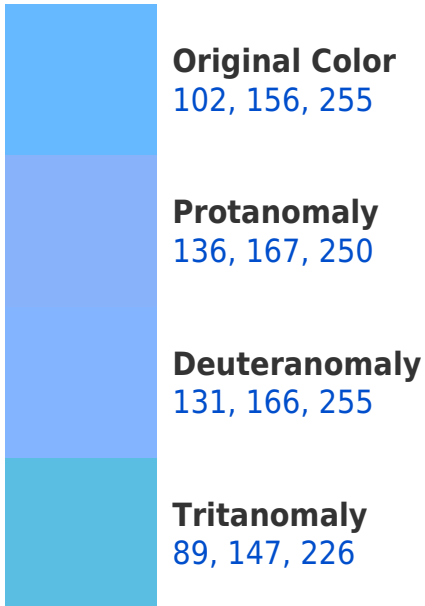 Original Color
102, 156, 255
Protanomaly
136, 167, 250
Deuteranomaly
131, 166, 255
Tritanomaly
89, 147, 226